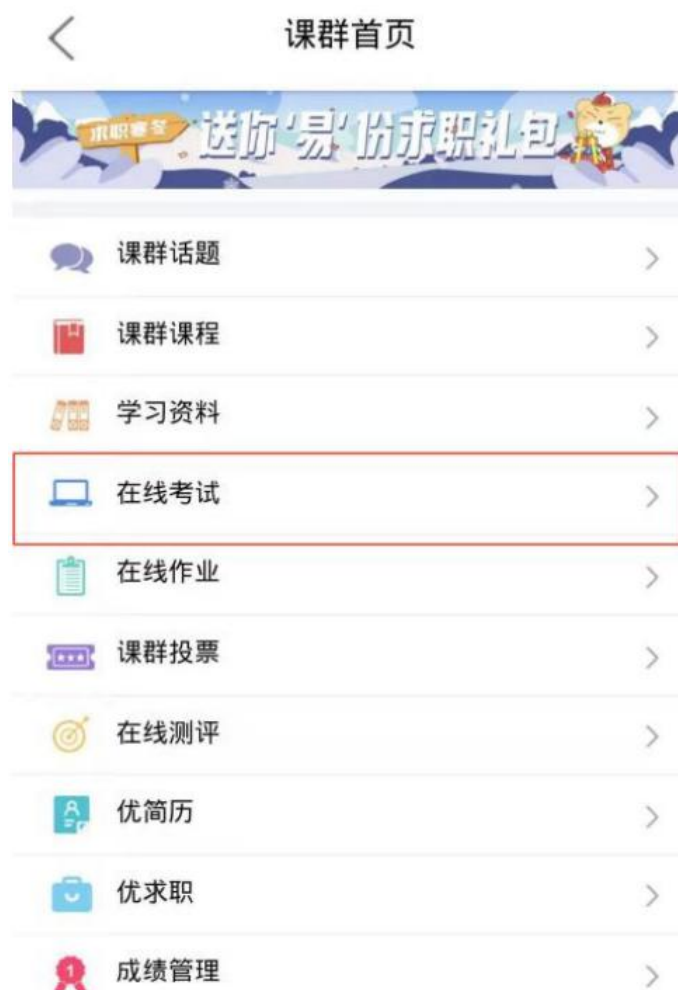 课群首页
求职寒冬
送你‘易’份求职礼包
课群话题
课群课程
学习资料
在线考试
在线作业
课群投票
在线测评
优简历
优求职
1
成绩管理